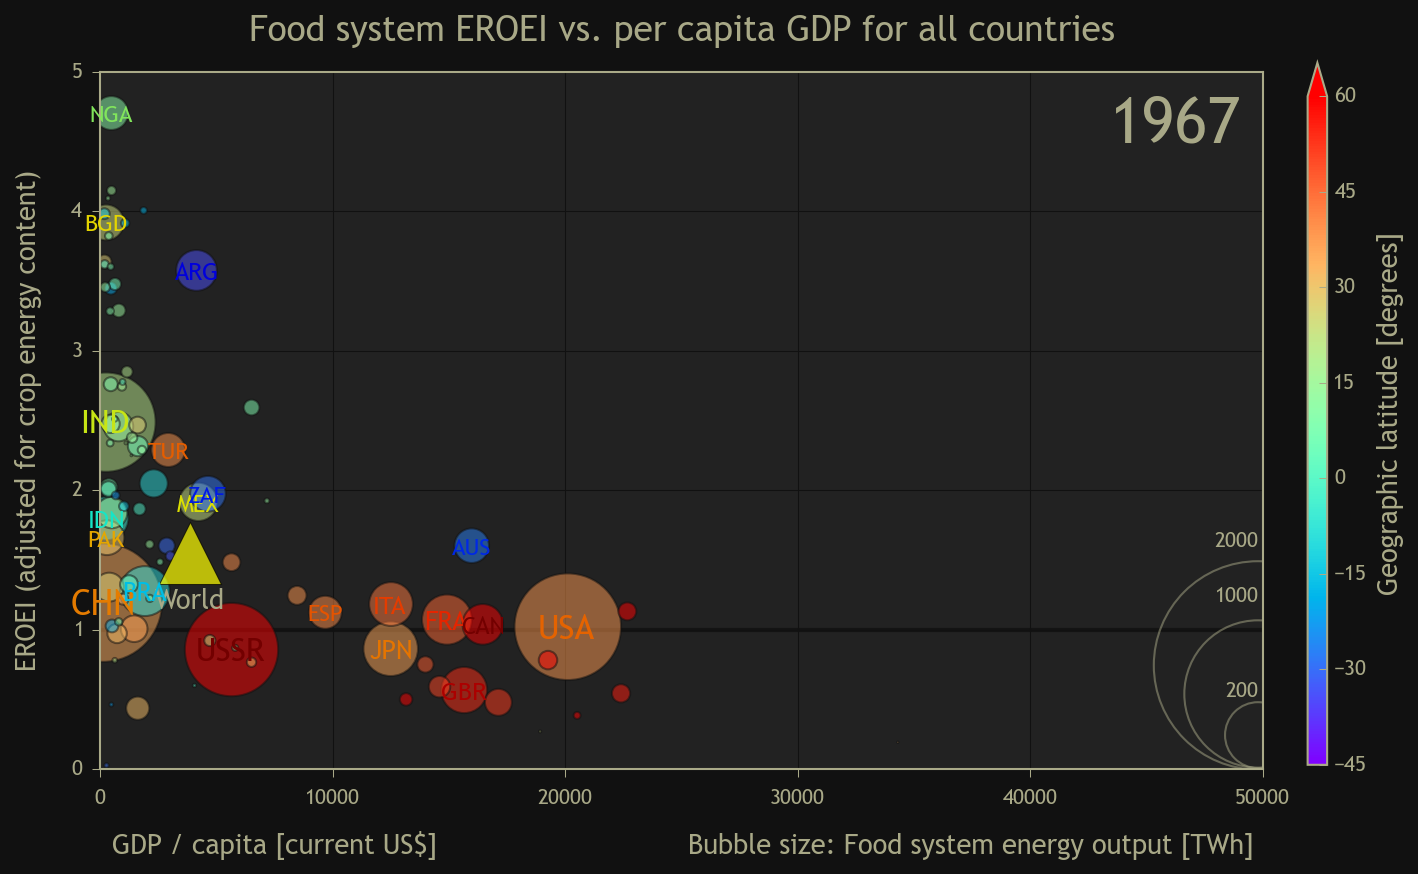 Food system EROEI vs. per capita GDP for all countries
1967
EROEI (adjusted for crop energy content)
5
4
3
2
1
0
NGA
BGD
ARG
IND
TUR
MEX
ZAF
IDN
PAK
AUS
BRA
CHN
World
ESP
ITA
FRA
CAN
USA
USSR
JPN
GBR
2000
1000
200
0
10000
20000
30000
40000
50000
GDP / capita [current US$]
Bubble size: Food system energy output [TWh]
60
45
30
15
0
−15
−30
−45
Geographic latitude [degrees]